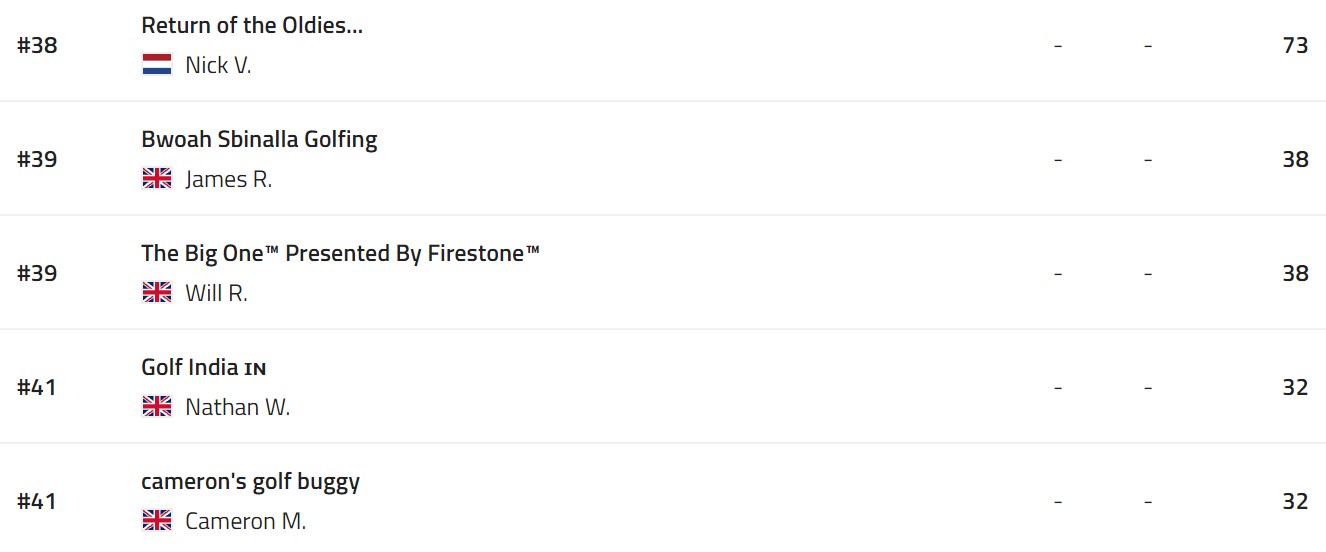 #38 Return of the Oldies... - - 73
Nick V.
#39 Bwoah Sbinalla Golfing - - 38
James R.
#39 The Big One™ Presented By Firestone™ - - 38
Will R.
#41 Golf India ɪɴ - - 32
Nathan W.
#41 cameron's golf buggy - - 32
Cameron M.